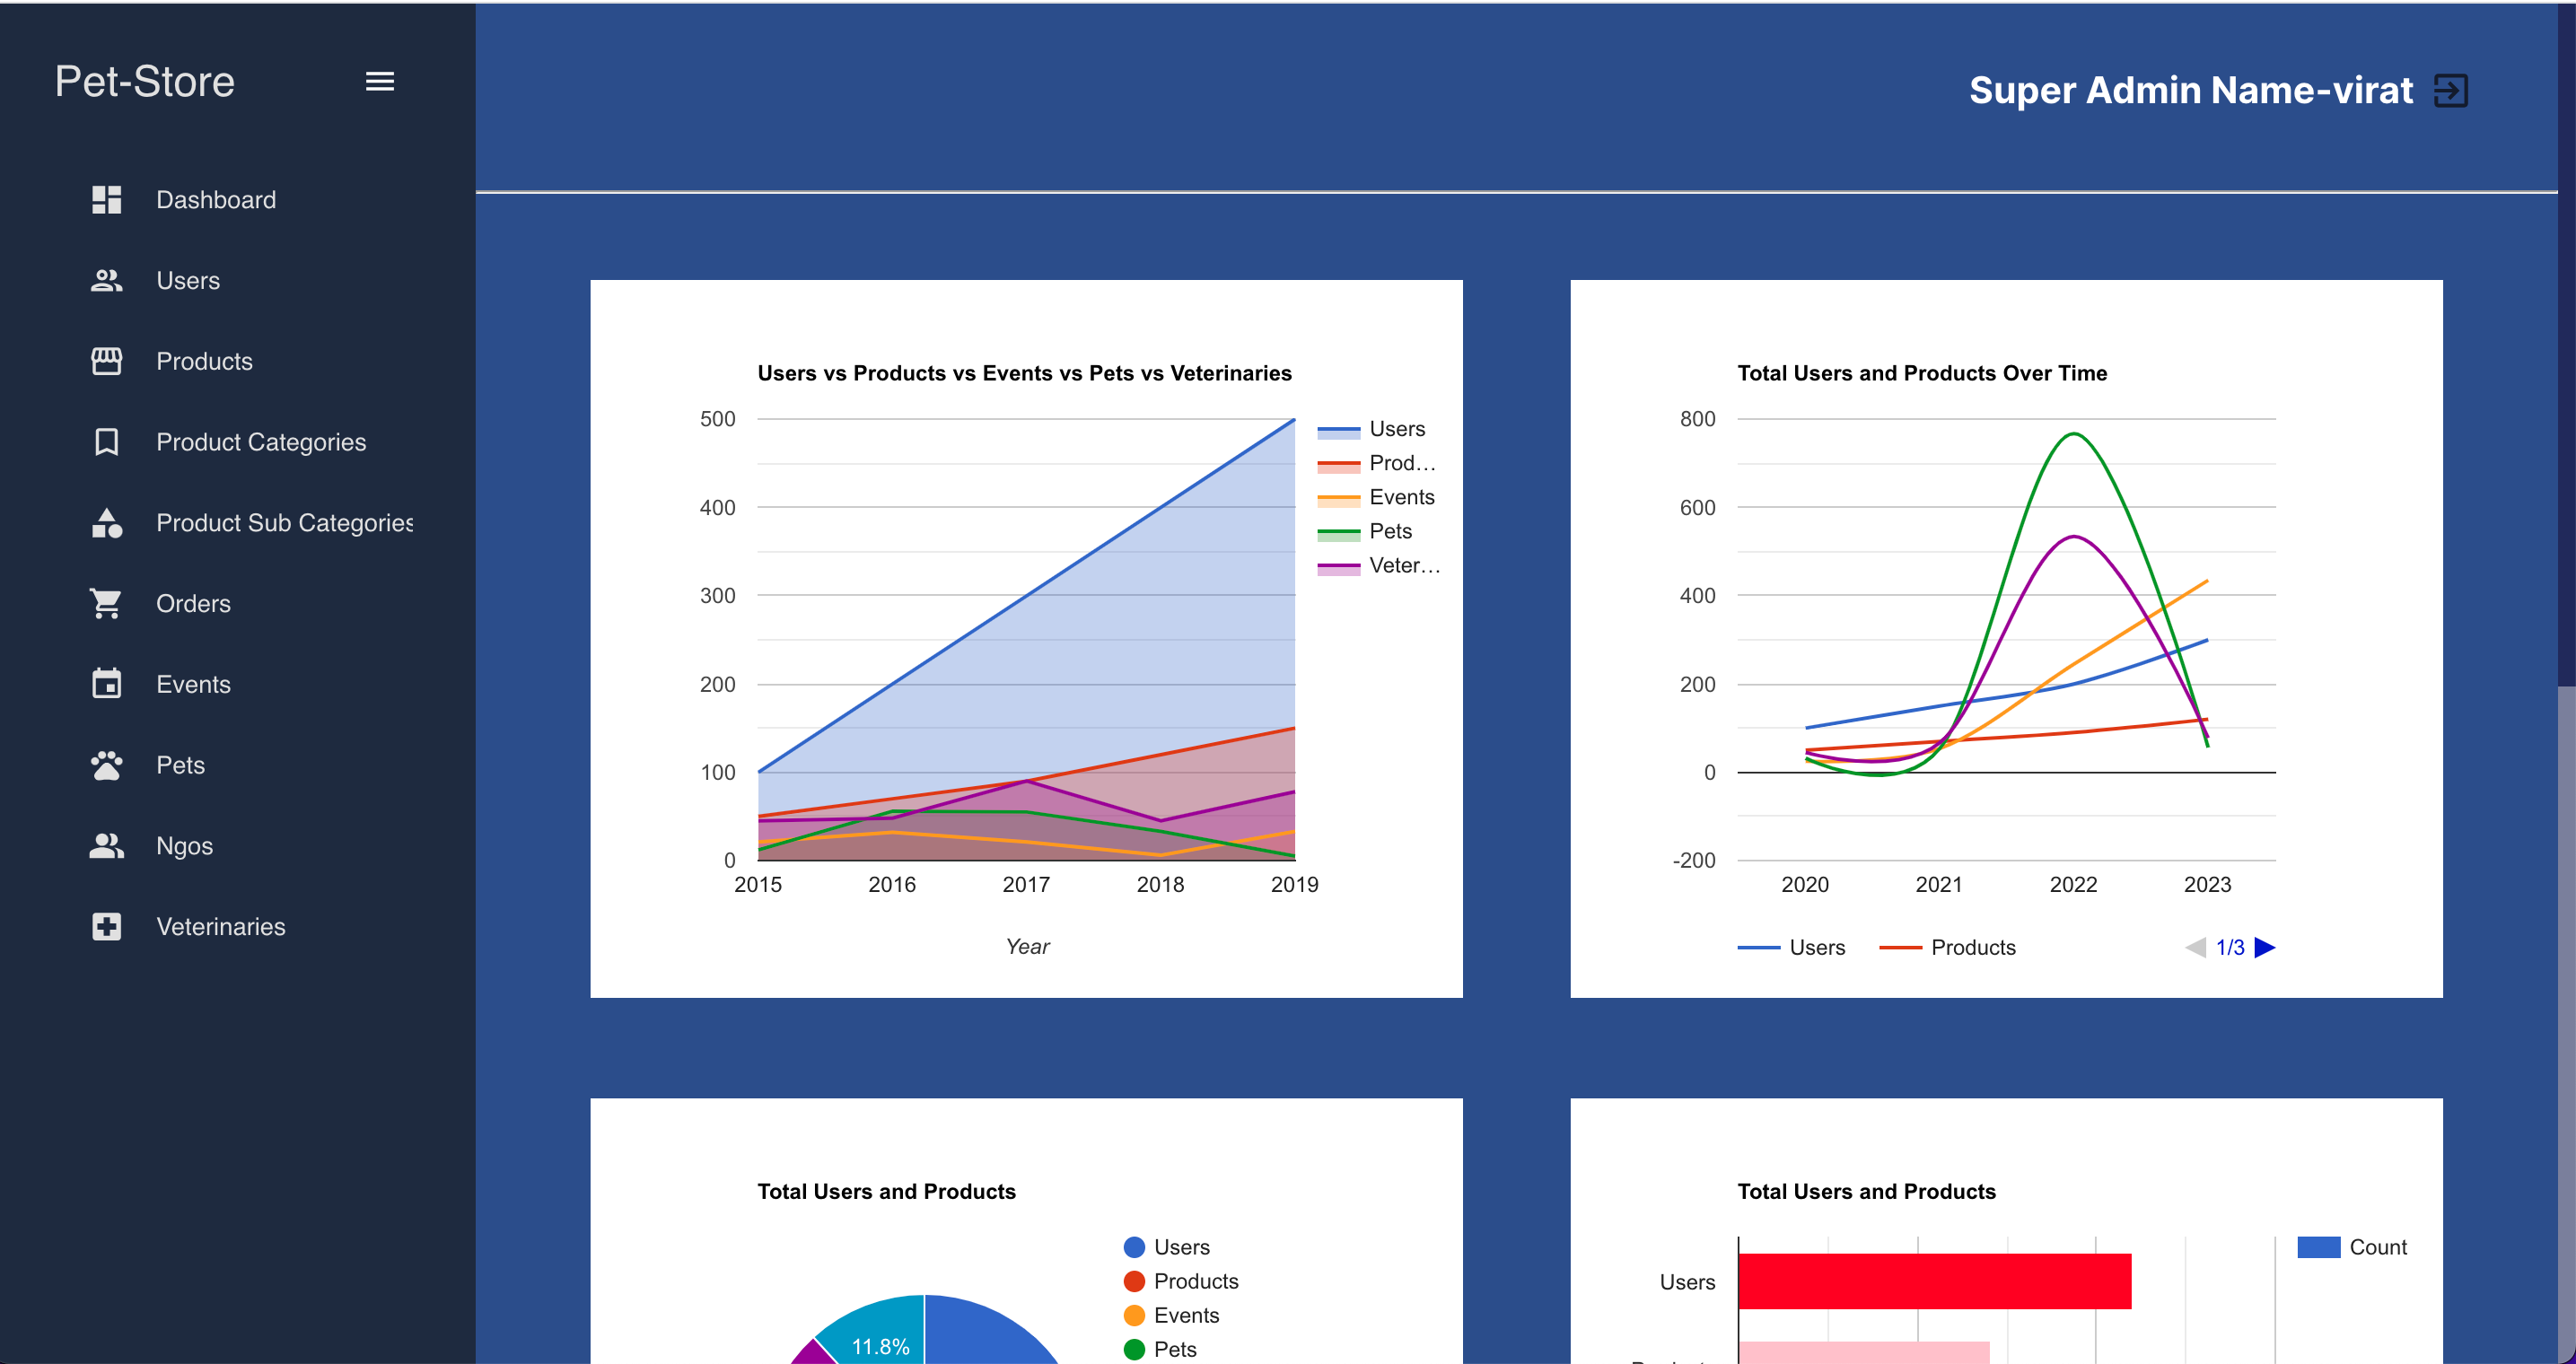 Pet-Store
Super Admin Name-virat
Dashboard
Users
Products
Product Categories
Product Sub Categories
Orders
Events
Pets
Ngos
Veterinaries
Users vs Products vs Events vs Pets vs Veterinaries
500
400
300
200
100
0
2015 2016 2017 2018 2019
Year
Users
Prod...
Events
Pets
Veter...
Total Users and Products Over Time
800
600
400
200
0
-200
2020 2021 2022 2023
Users Products 1/3
Total Users and Products
Users
Products
Events
Pets
11.8%
Total Users and Products
Users
Count